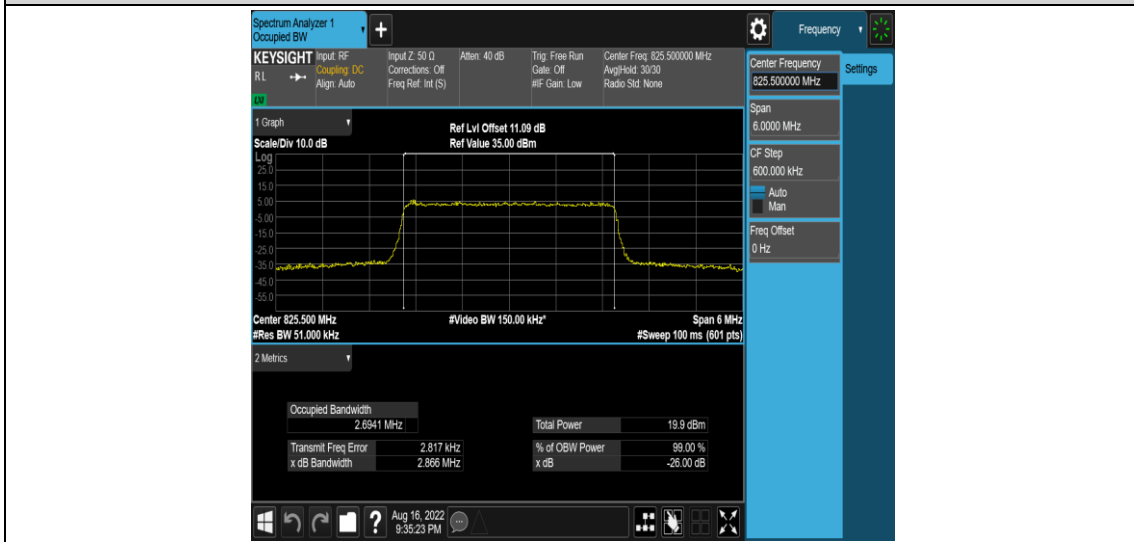 Spectrum Analyzer 1
Occupied BW
+
Frequency
KEYSIGHT
Input: RF
Coupling: DC
Align: Auto
RL
LXI
Input Z: 50 Ω
Corrections: Off
Freq Ref: Int (S)
Atten: 40 dB
Trig: Free Run
Gate: Off
#IF Gain: Low
Center Freq: 825.500000 MHz
Avg|Hold: 30/30
Radio Std: None
Center Frequency
825.500000 MHz
Settings
Span
6.0000 MHz
CF Step
600.000 kHz
Auto
Man
Freq Offset
0 Hz
1 Graph
Scale/Div 10.0 dB
Ref Lvl Offset 11.09 dB
Ref Value 35.00 dBm
Log
25.0
15.0
5.00
-5.00
-15.0
-25.0
-35.0
-45.0
-55.0
Center 825.500 MHz
#Video BW 150.00 kHz*
Span 6 MHz
#Res BW 51.000 kHz
#Sweep 100 ms (601 pts)
2 Metrics
Occupied Bandwidth
2.6941 MHz
Total Power 19.9 dBm
Transmit Freq Error 2.817 kHz
% of OBW Power 99.00 %
x dB Bandwidth 2.866 MHz
x dB -26.00 dB
?
Aug 16, 2022
9:35:23 PM